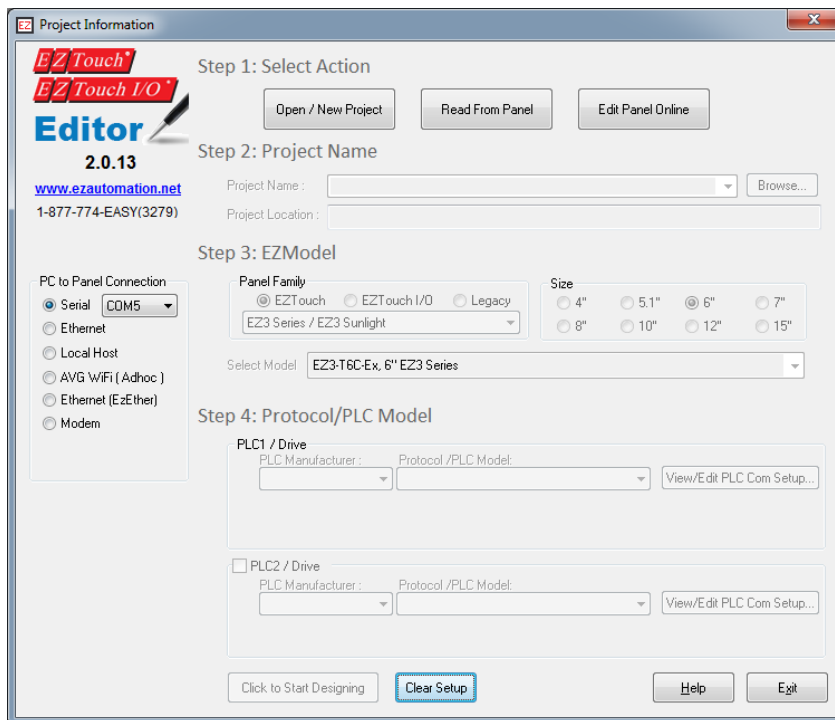 EZ Project Information
EZTouch
EZTouch I/O
Editor
2.0.13
www.ezautomation.net
1-877-774-EASY(3279)
PC to Panel Connection
Serial COM5
Ethernet
Local Host
AVG WiFi ( Adhoc )
Ethernet (EzEther)
Modem
Step 1: Select Action
Open / New Project Read From Panel Edit Panel Online
Step 2: Project Name
Project Name : Browse...
Project Location :
Step 3: EZModel
Panel Family
EZTouch EZTouch I/O Legacy
EZ3 Series / EZ3 Sunlight
Size
4" 5.1" 6" 7"
8" 10" 12" 15"
Select Model EZ3-T6C-Ex, 6" EZ3 Series
Step 4: Protocol/PLC Model
PLC1 / Drive
PLC Manufacturer : Protocol /PLC Model:
View/Edit PLC Com Setup...
PLC2 / Drive
PLC Manufacturer : Protocol /PLC Model:
View/Edit PLC Com Setup...
Click to Start Designing Clear Setup Help Exit